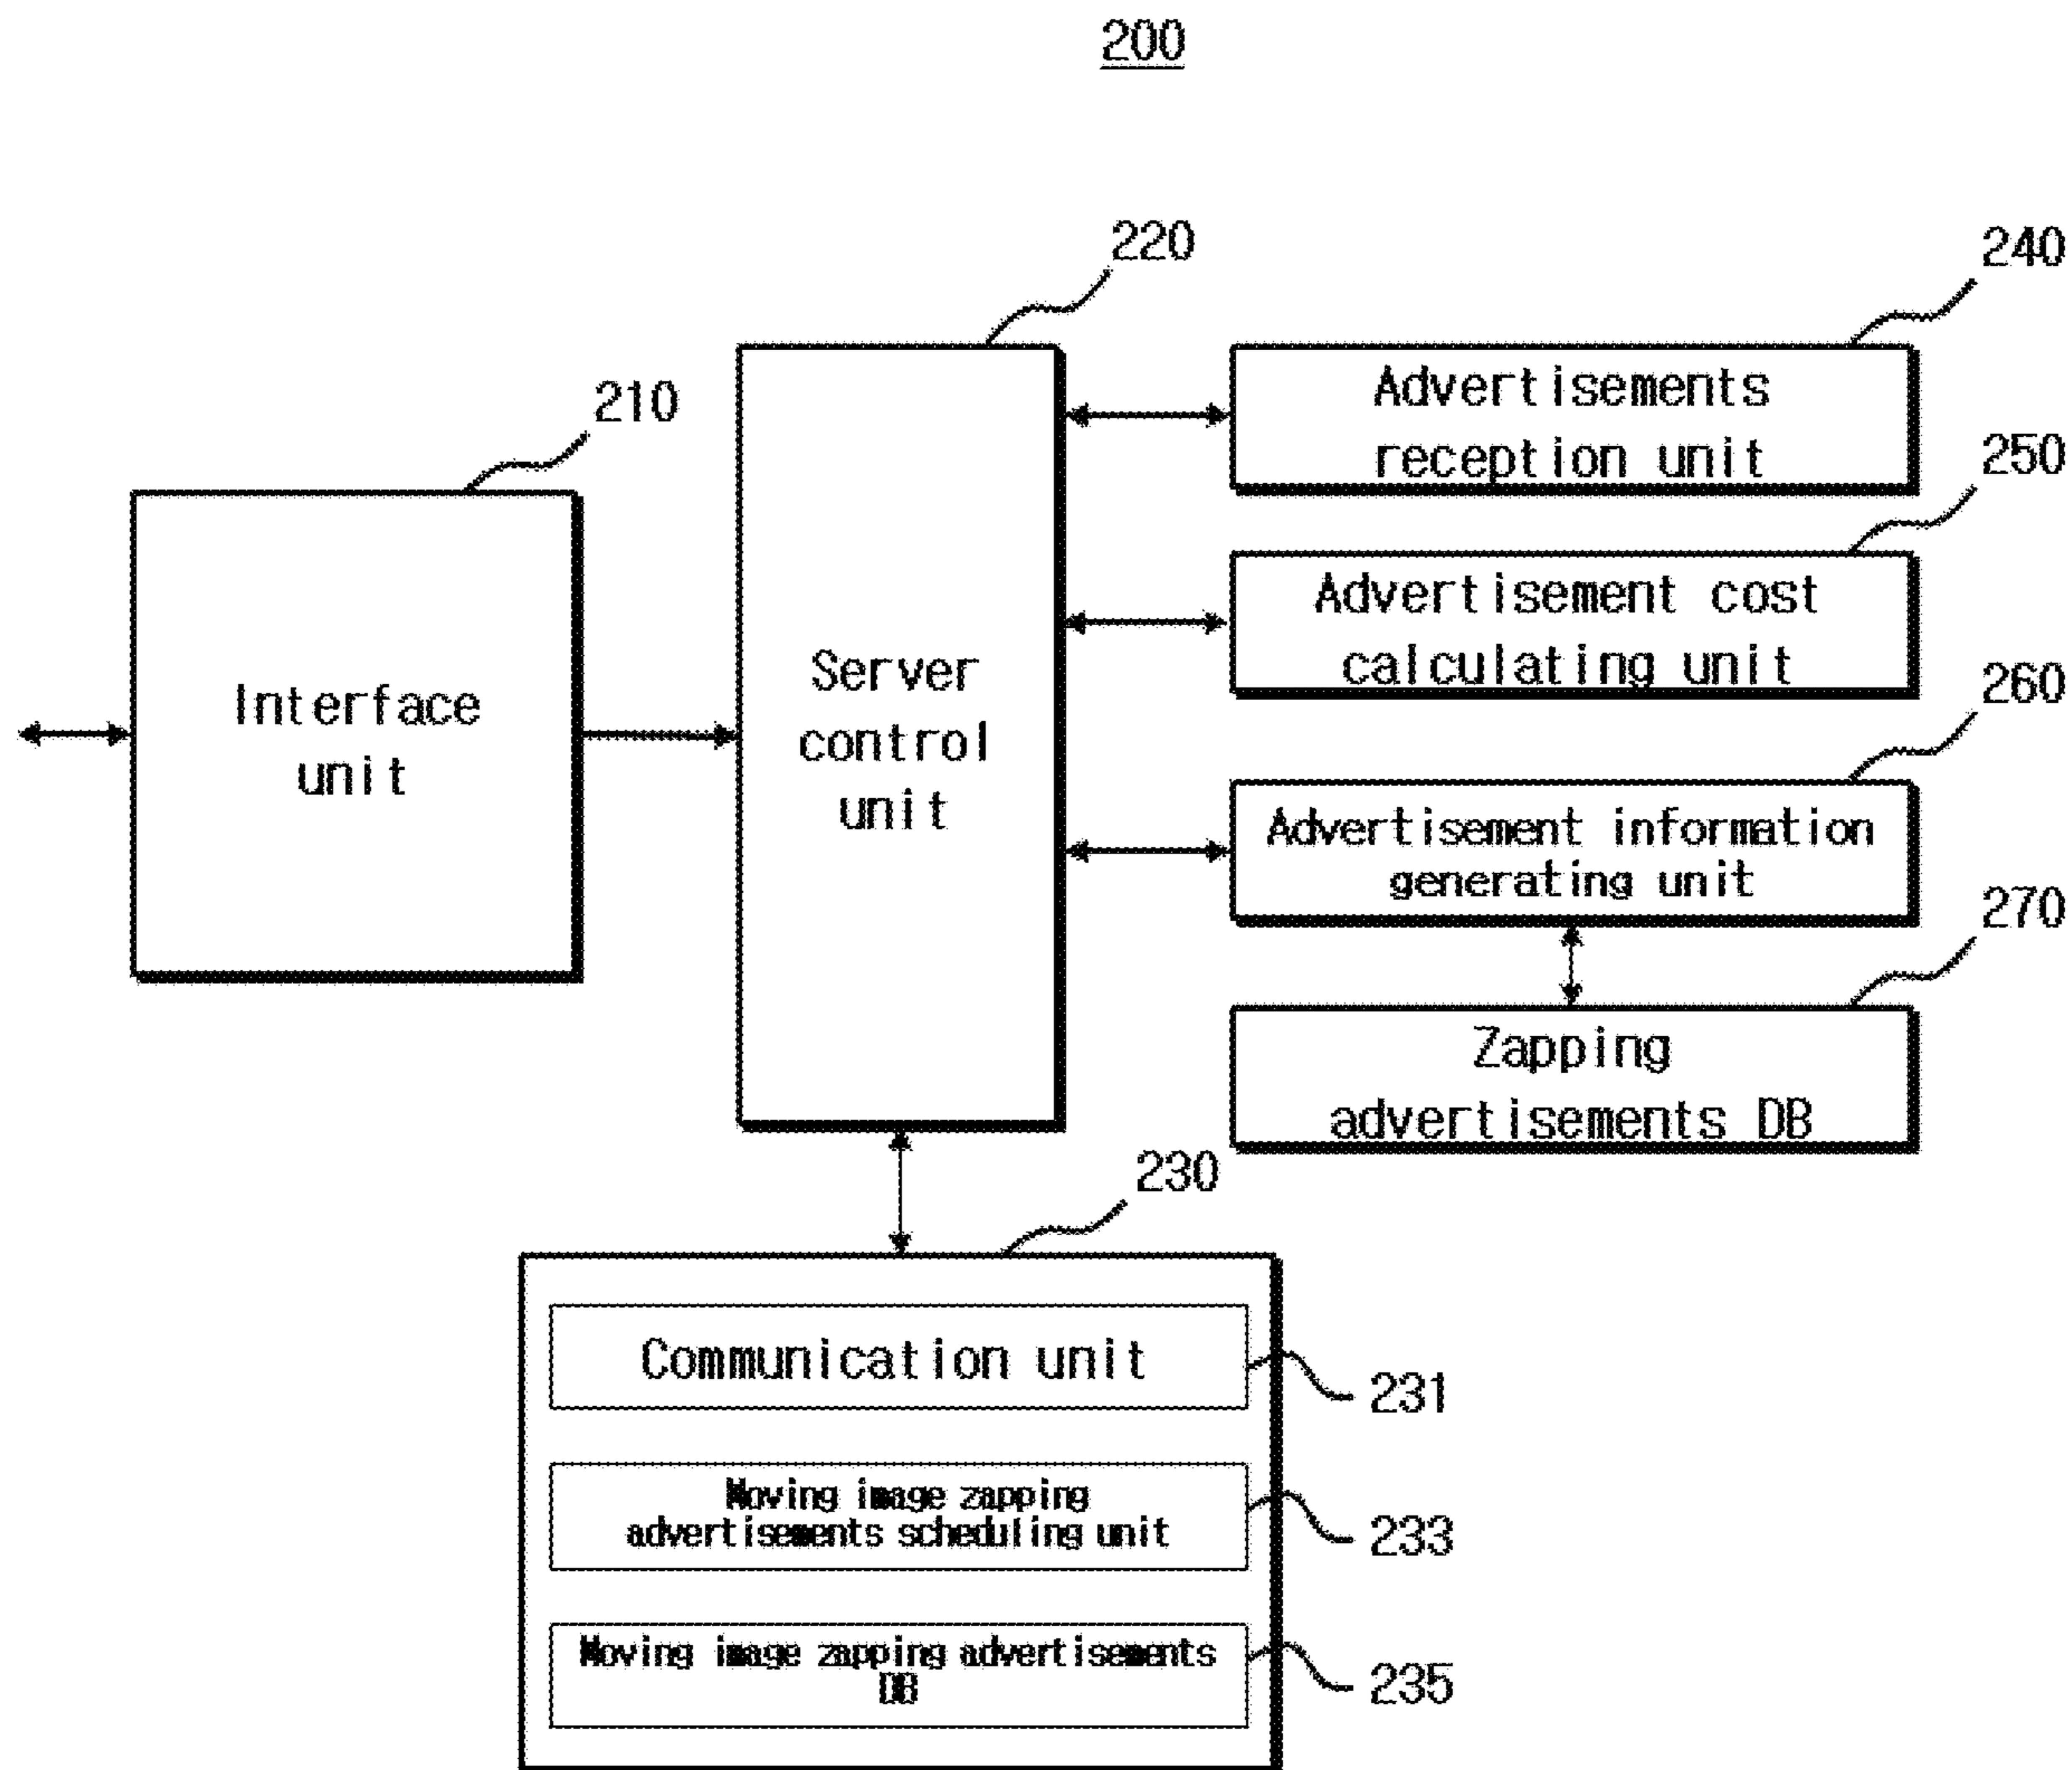 200
220
240
210
Advertisements
reception unit
250
Advertisement cost
calculating unit
Server
control
unit
Interface
unit
260
Advertisement information
generating unit
270
Zapping
advertisements DB
230
Communication unit
231
Moving image zapping
advertisements scheduling unit
233
Moving image zapping advertisements
DB
235